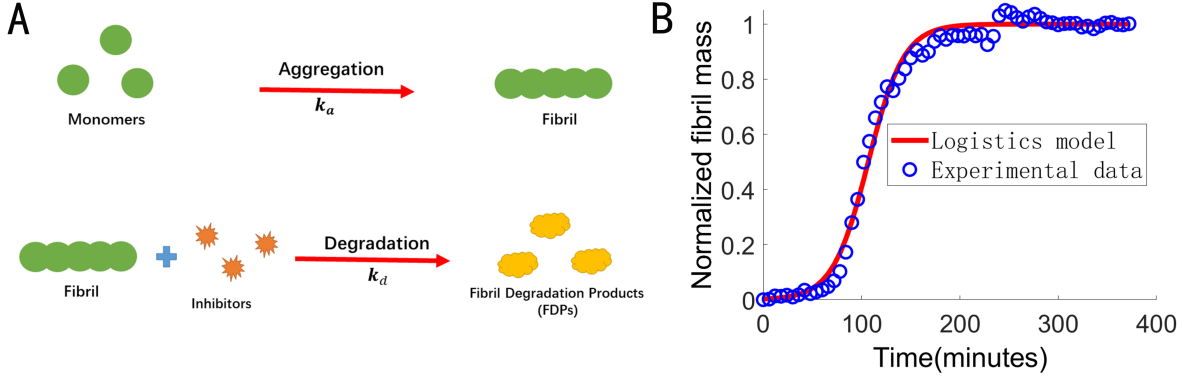 A
Aggregation
k_a
Monomers
Fibril
Degradation
k_d
Fibril
Inhibitors
Fibril Degradation Products
(FDPs)
B
Normalized fibril mass
1
0.8
0.6
0.4
0.2
0
0
100
200
300
400
Time(minutes)
Logistics model
Experimental data